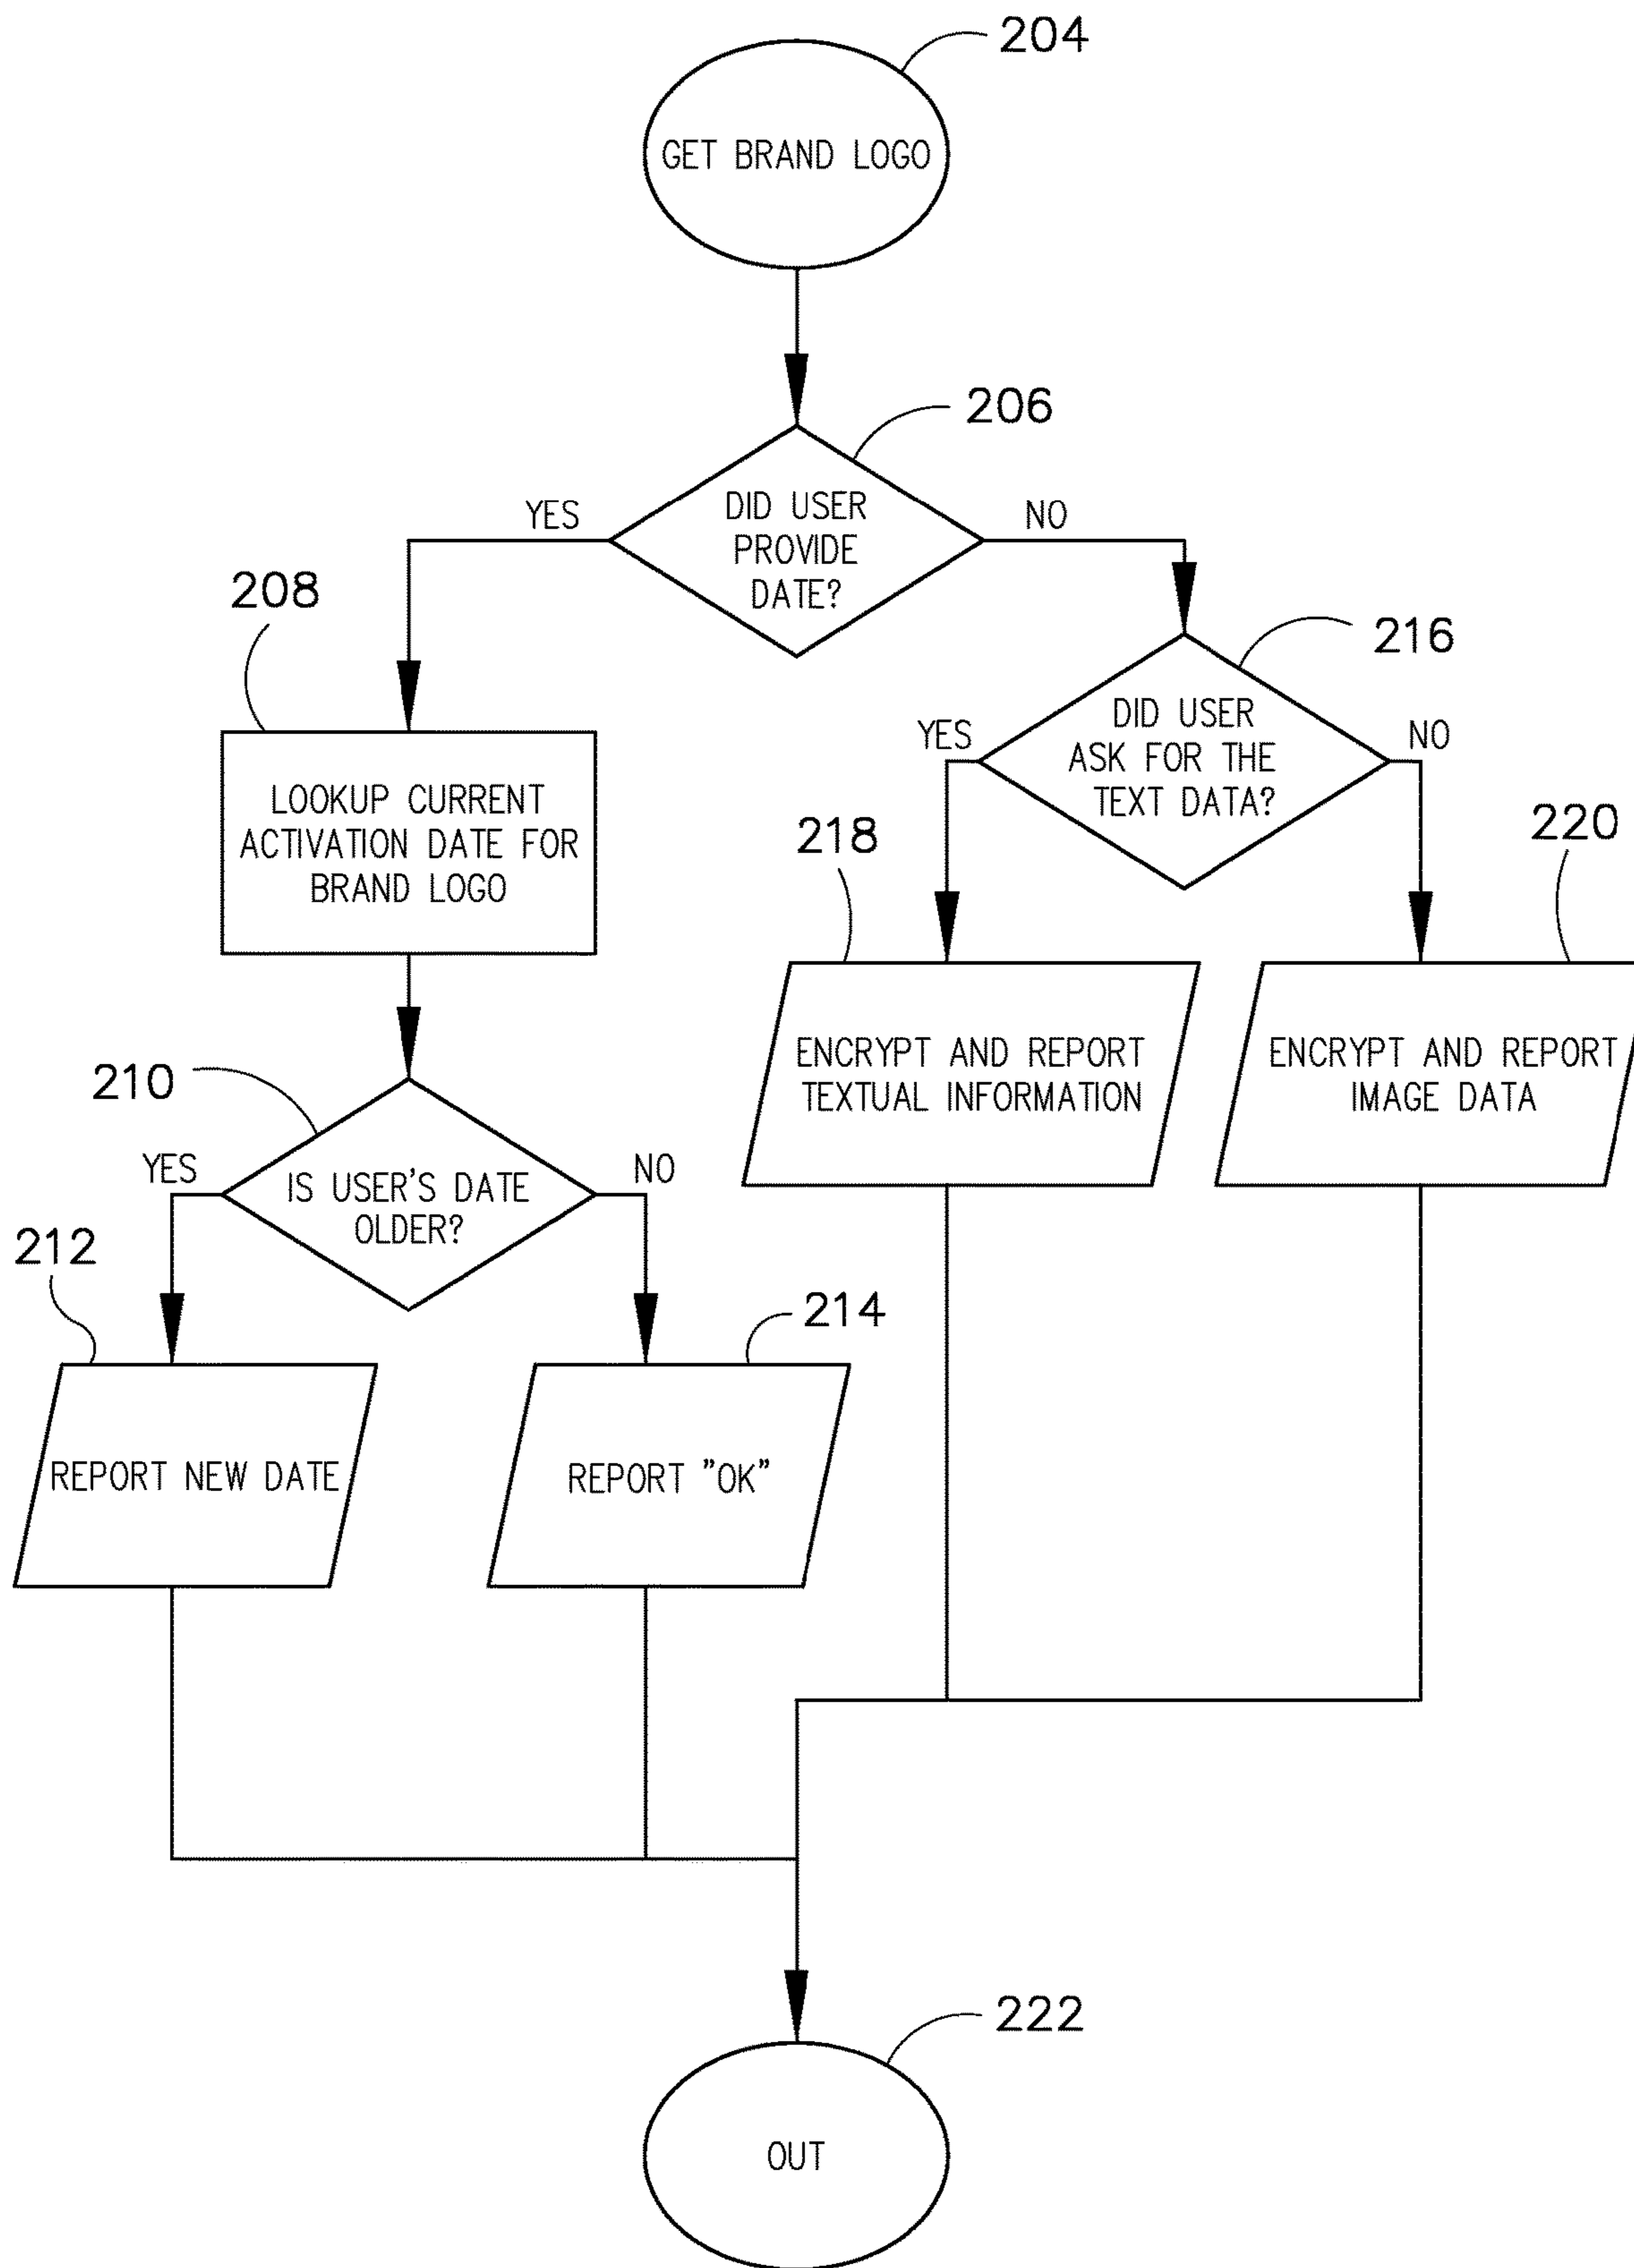 204
GET BRAND LOGO
206
DID USER
PROVIDE
DATE?
YES
NO
208
LOOKUP CURRENT
ACTIVATION DATE FOR
BRAND LOGO
216
DID USER
ASK FOR THE
TEXT DATA?
YES
NO
218
ENCRYPT AND REPORT
TEXTUAL INFORMATION
220
ENCRYPT AND REPORT
IMAGE DATA
210
IS USER'S DATE
OLDER?
YES
NO
212
REPORT NEW DATE
214
REPORT "OK"
222
OUT